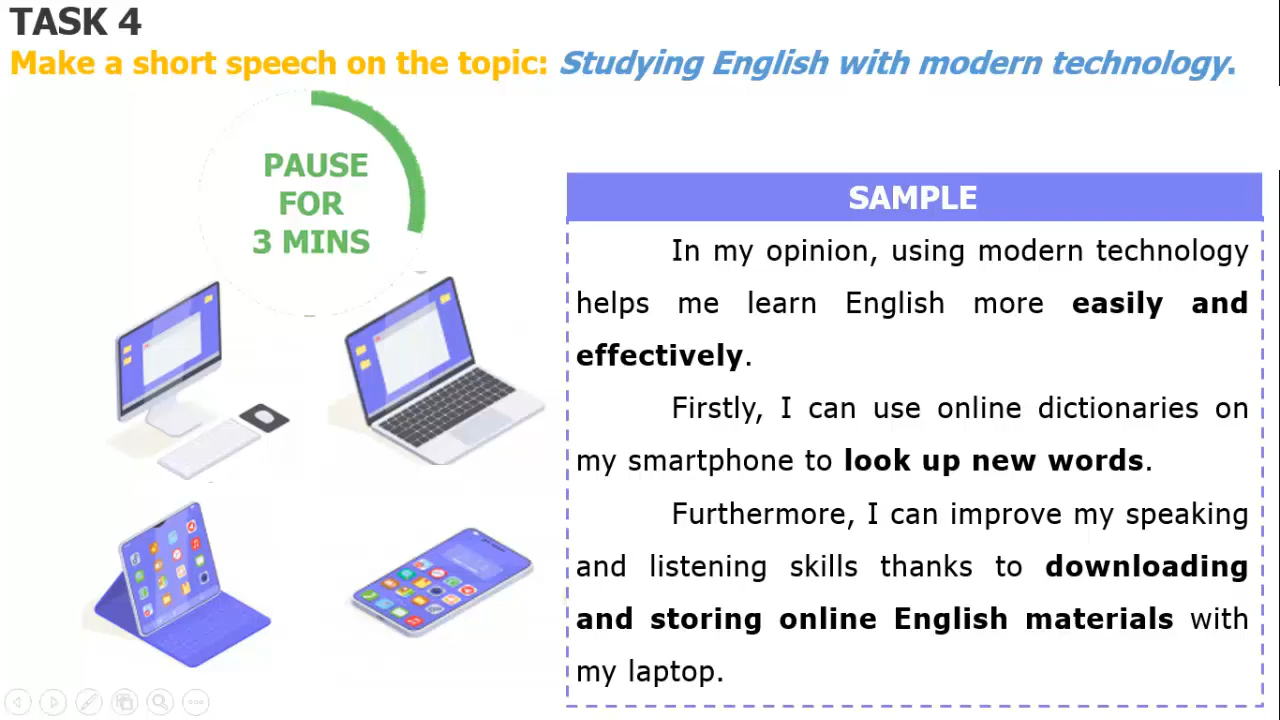 TASK 4
Make a short speech on the topic: Studying English with modern technology.
PAUSE
FOR
3 MINS
SAMPLE
In my opinion, using modern technology
helps me learn English more easily and
effectively.
Firstly, I can use online dictionaries on
my smartphone to look up new words.
Furthermore, I can improve my speaking
and listening skills thanks to downloading
and storing online English materials with
my laptop.